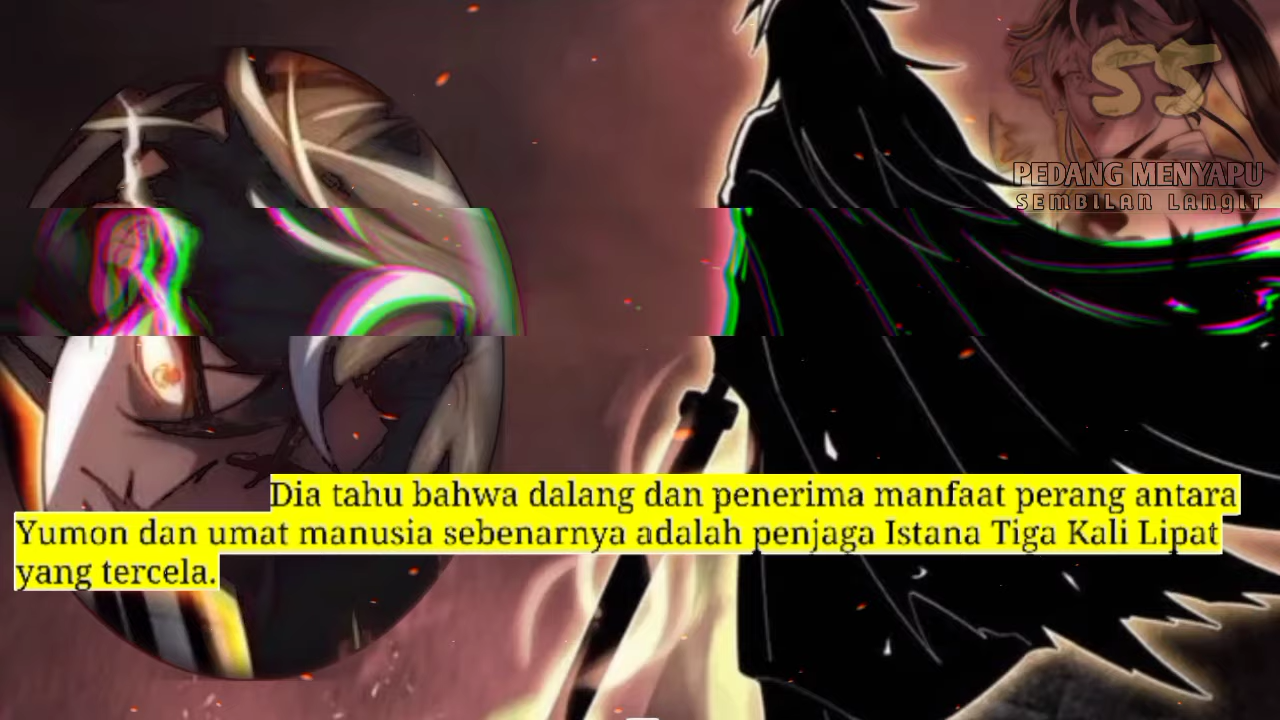 SS
PEDANG MENYAPU
SEMBILAN LANGIT
Dia tahu bahwa dalang dan penerima manfaat perang antara
Yumon dan umat manusia sebenarnya adalah penjaga Istana Tiga Kali Lipat
yang tercela.